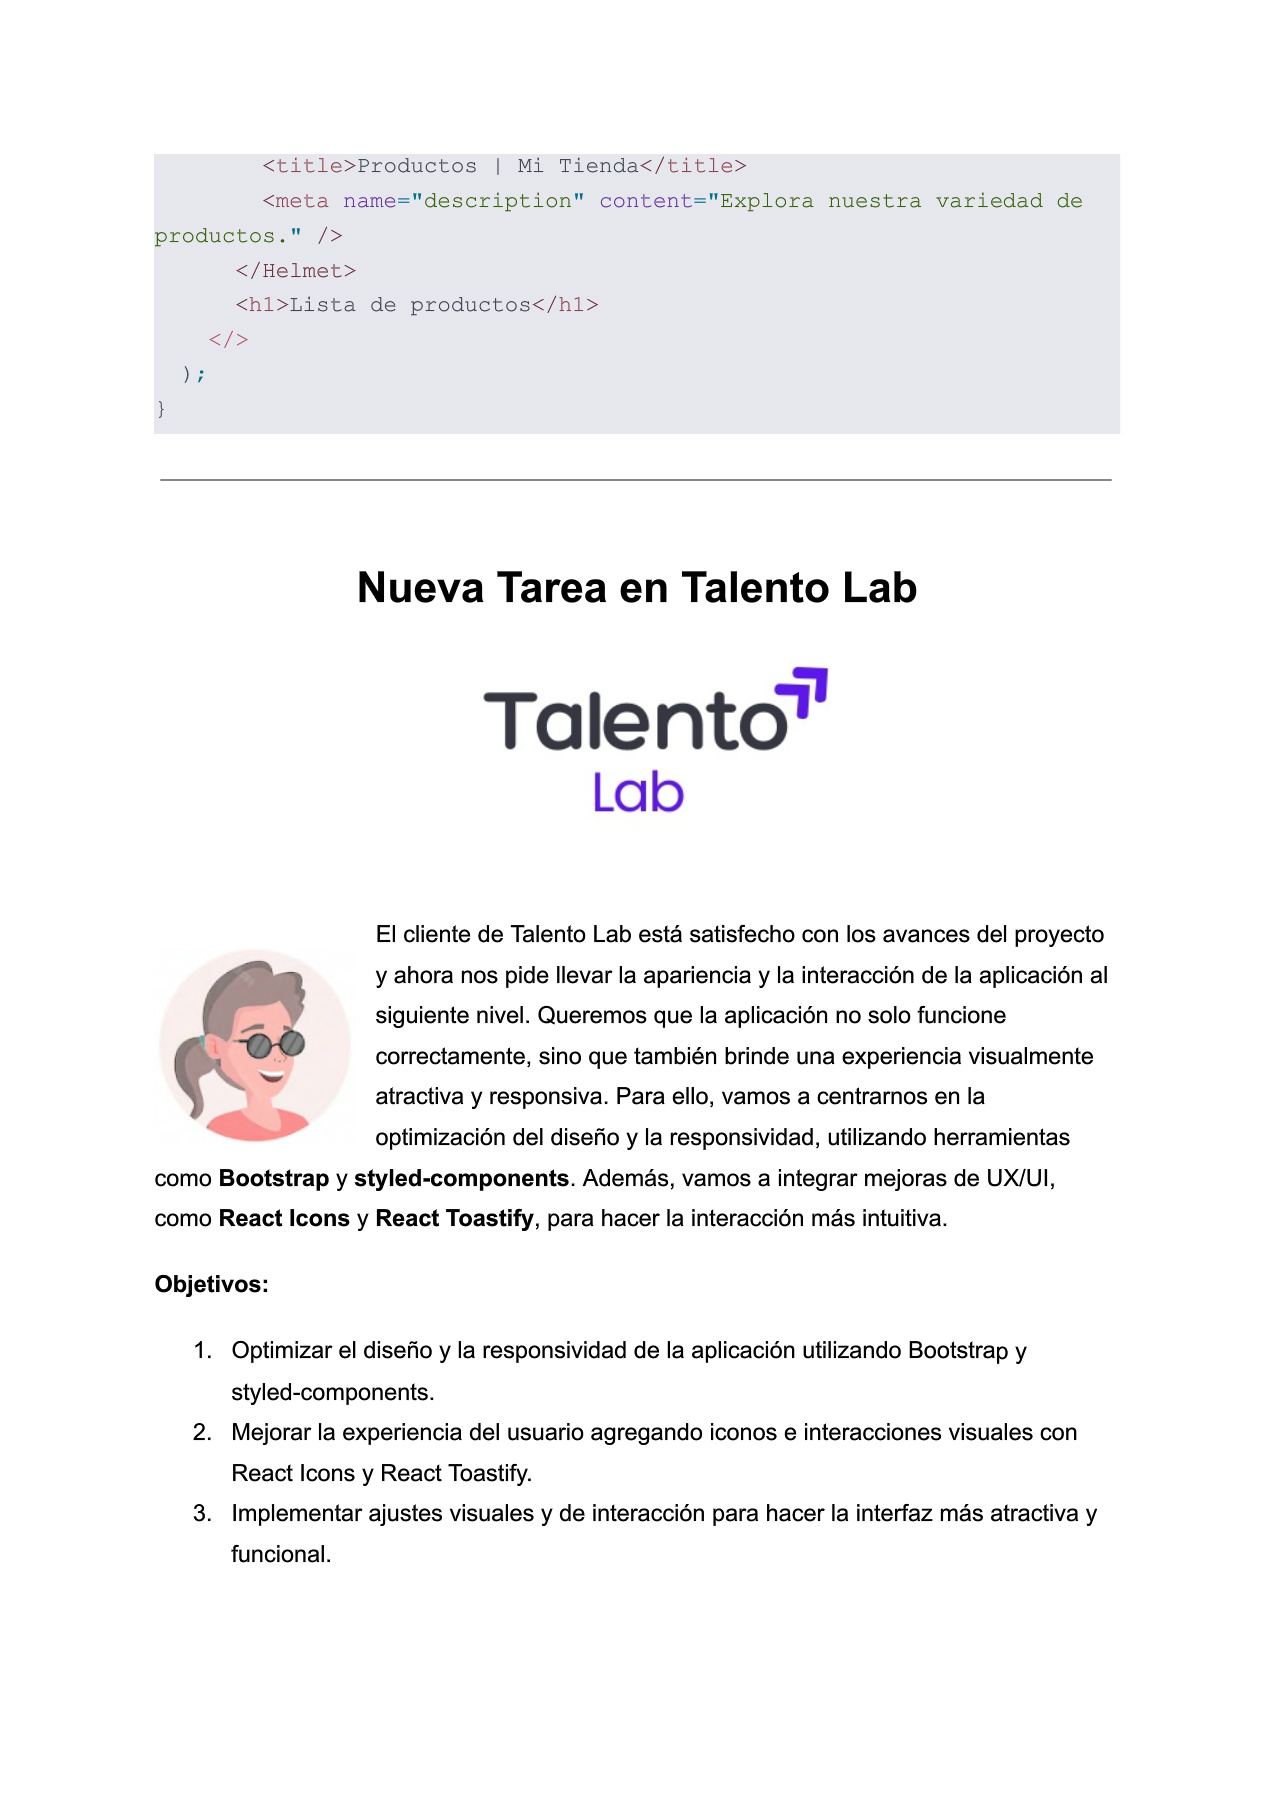 <title>Productos | Mi Tienda</title>
<meta name="description" content="Explora nuestra variedad de
productos." />
</Helmet>
<h1>Lista de productos</h1>
</>
);
}
Nueva Tarea en Talento Lab
Talento
Lab
El cliente de Talento Lab está satisfecho con los avances del proyecto
y ahora nos pide llevar la apariencia y la interacción de la aplicación al
siguiente nivel. Queremos que la aplicación no solo funcione
correctamente, sino que también brinde una experiencia visualmente
atractiva y responsiva. Para ello, vamos a centrarnos en la
optimización del diseño y la responsividad, utilizando herramientas
como Bootstrap y styled-components. Además, vamos a integrar mejoras de UX/UI,
como React Icons y React Toastify, para hacer la interacción más intuitiva.
Objetivos:
1. Optimizar el diseño y la responsividad de la aplicación utilizando Bootstrap y
styled-components.
2. Mejorar la experiencia del usuario agregando iconos e interacciones visuales con
React Icons y React Toastify.
3. Implementar ajustes visuales y de interacción para hacer la interfaz más atractiva y
funcional.